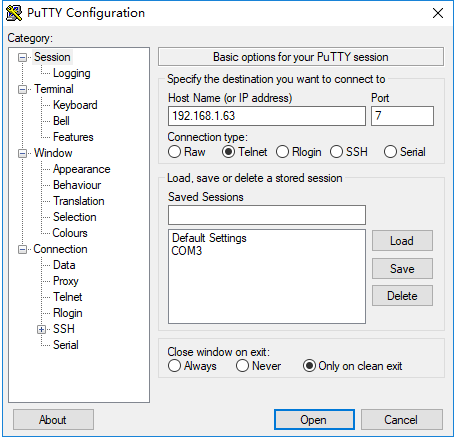 PuTTY Configuration
Category:
Session
Logging
Terminal
Keyboard
Bell
Features
Window
Appearance
Behaviour
Translation
Selection
Colours
Connection
Data
Proxy
Telnet
Rlogin
SSH
Serial
Basic options for your PuTTY session
Specify the destination you want to connect to
Host Name (or IP address) Port
192.168.1.63 7
Connection type:
Raw Telnet Rlogin SSH Serial
Load, save or delete a stored session
Saved Sessions
Default Settings
COM3
Load
Save
Delete
Close window on exit:
Always Never Only on clean exit
About Open Cancel